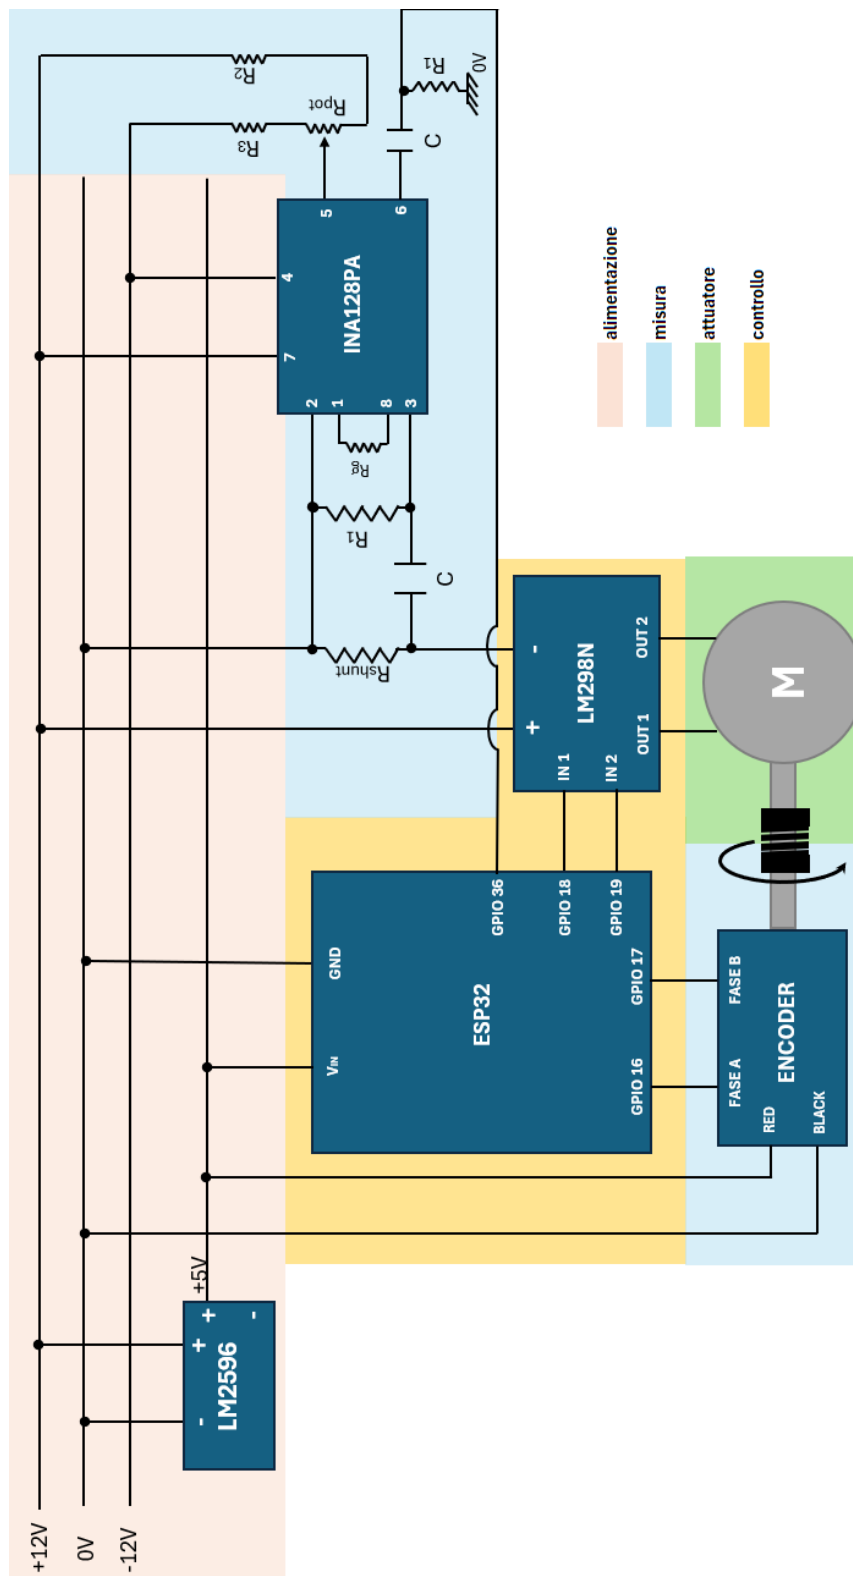 +12V
0V
-12V
LM2596
-
+
+
-
+5V
ESP32
VIN
GND
GPIO 36
GPIO 18
GPIO 19
GPIO 16
GPIO 17
ENCODER
RED
BLACK
FASE A
FASE B
M
LM298N
+
-
IN 1
IN 2
OUT 1
OUT 2
Rshunt
C
R1
Rg
INA128PA
2
1
8
3
7
4
5
6
R2
R3
Rpot
C
R1
0V
alimentazione
misura
attuatore
controllo